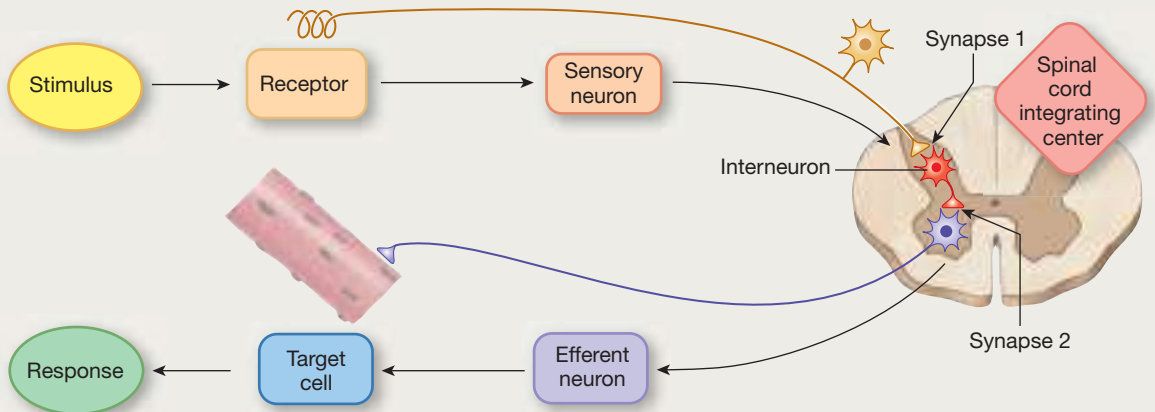 Stimulus
Receptor
Sensory
neuron
Synapse 1
Spinal
cord
integrating
center
Interneuron
Synapse 2
Response
Target
cell
Efferent
neuron